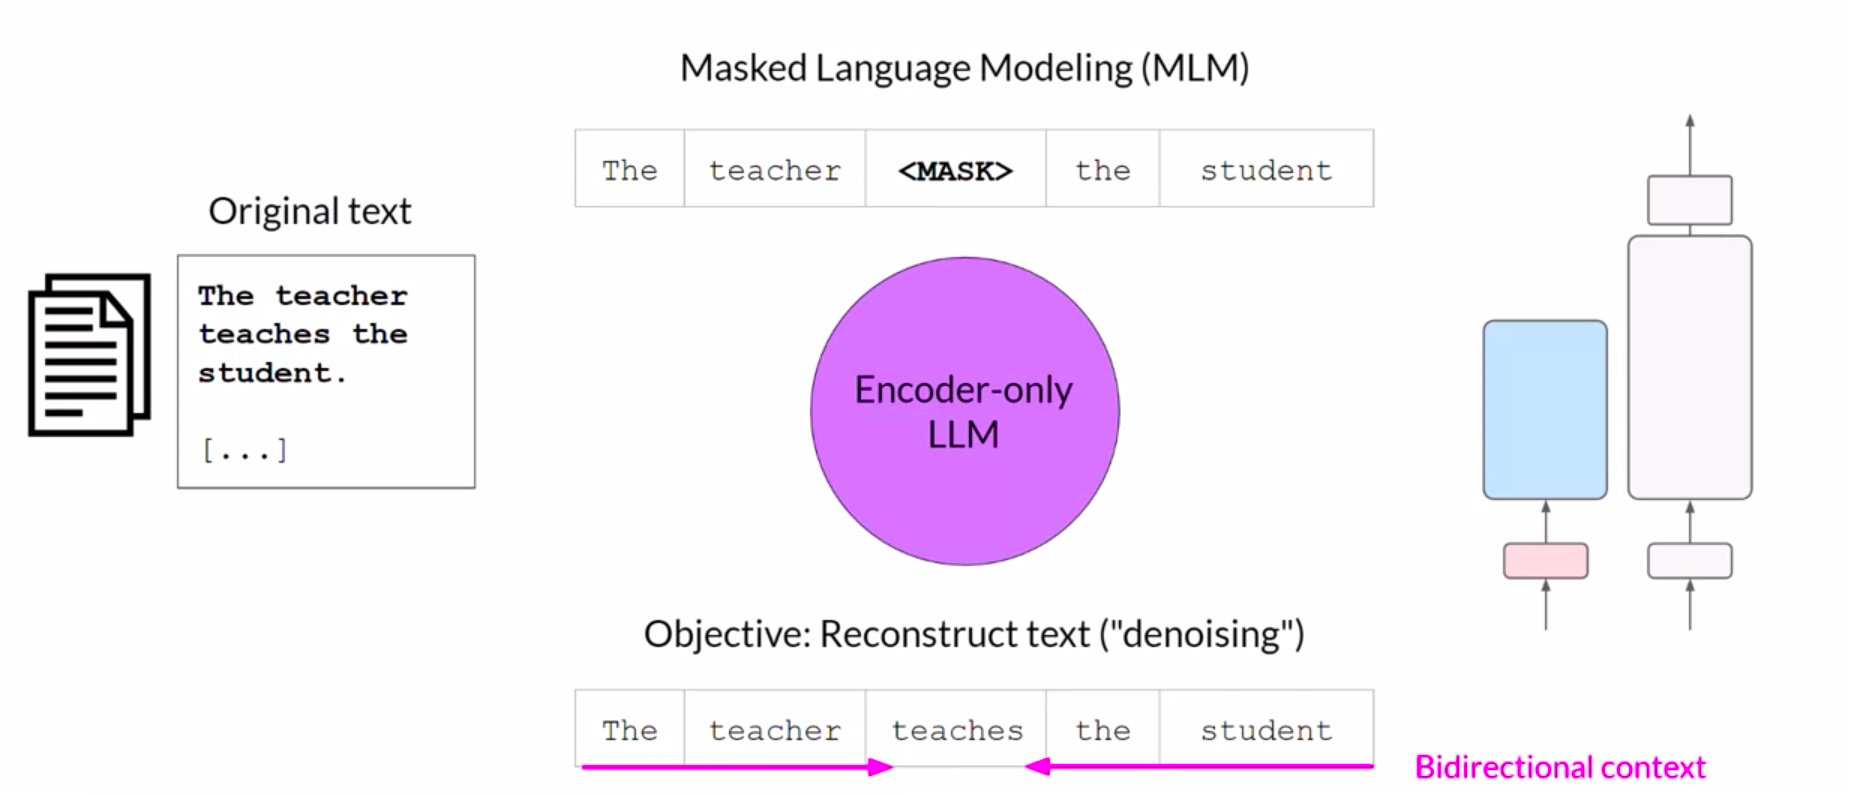 Masked Language Modeling (MLM)
The teacher <MASK> the student
Original text
The teacher
teaches the
student.
[...]
Encoder-only
LLM
Objective: Reconstruct text ("denoising")
The teacher teaches the student
Bidirectional context